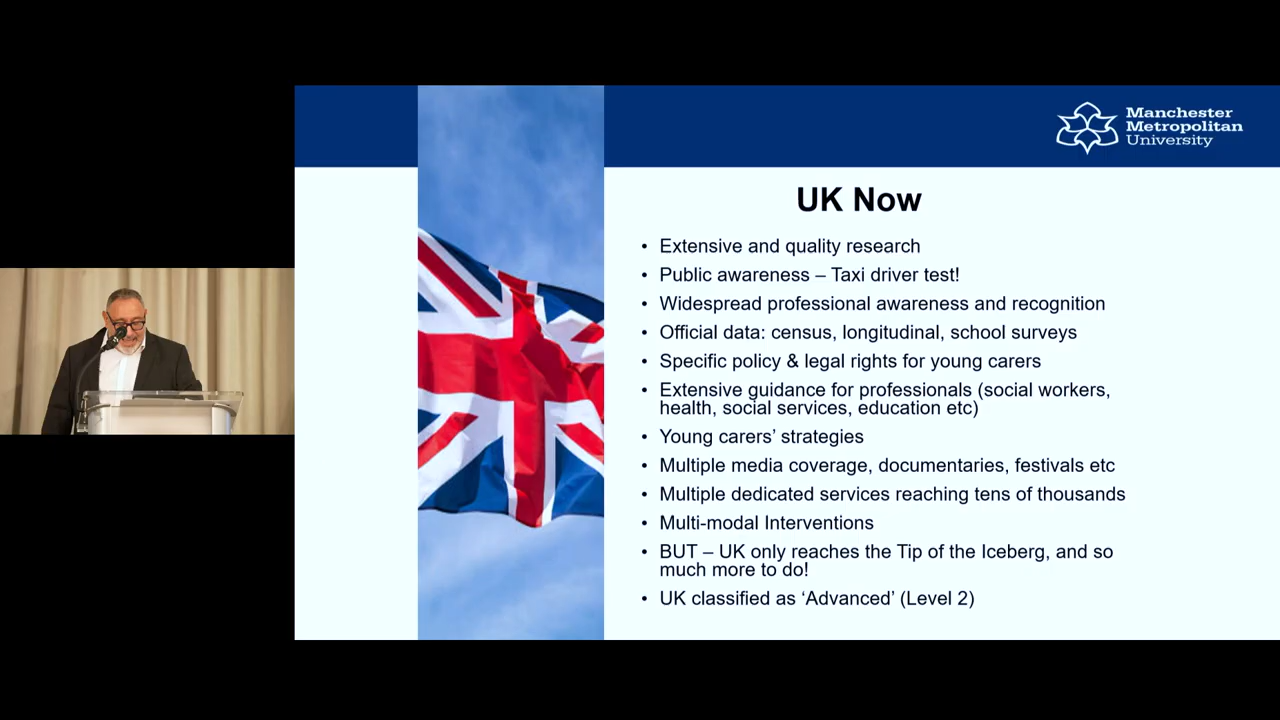 Manchester
Metropolitan
University
UK Now
• Extensive and quality research
• Public awareness – Taxi driver test!
• Widespread professional awareness and recognition
• Official data: census, longitudinal, school surveys
• Specific policy & legal rights for young carers
• Extensive guidance for professionals (social workers,
health, social services, education etc)
• Young carers’ strategies
• Multiple media coverage, documentaries, festivals etc
• Multiple dedicated services reaching tens of thousands
• Multi-modal Interventions
• BUT – UK only reaches the Tip of the Iceberg, and so
much more to do!
• UK classified as ‘Advanced’ (Level 2)